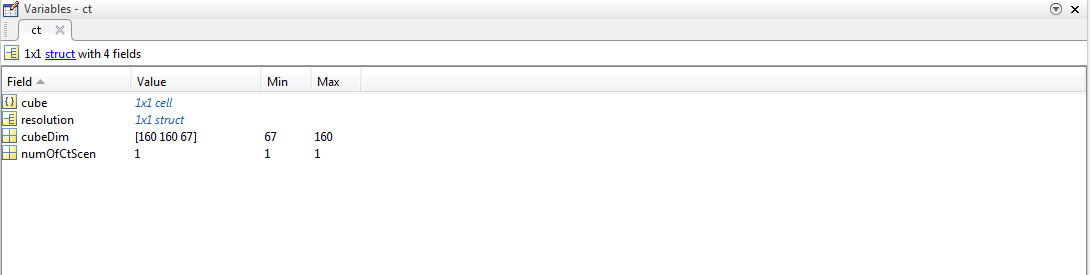 Variables - ct
ct
1x1 struct with 4 fields
Field Value Min Max
cube 1x1 cell
resolution 1x1 struct
cubeDim [160 160 67] 67 160
numOfCtScen 1 1 1